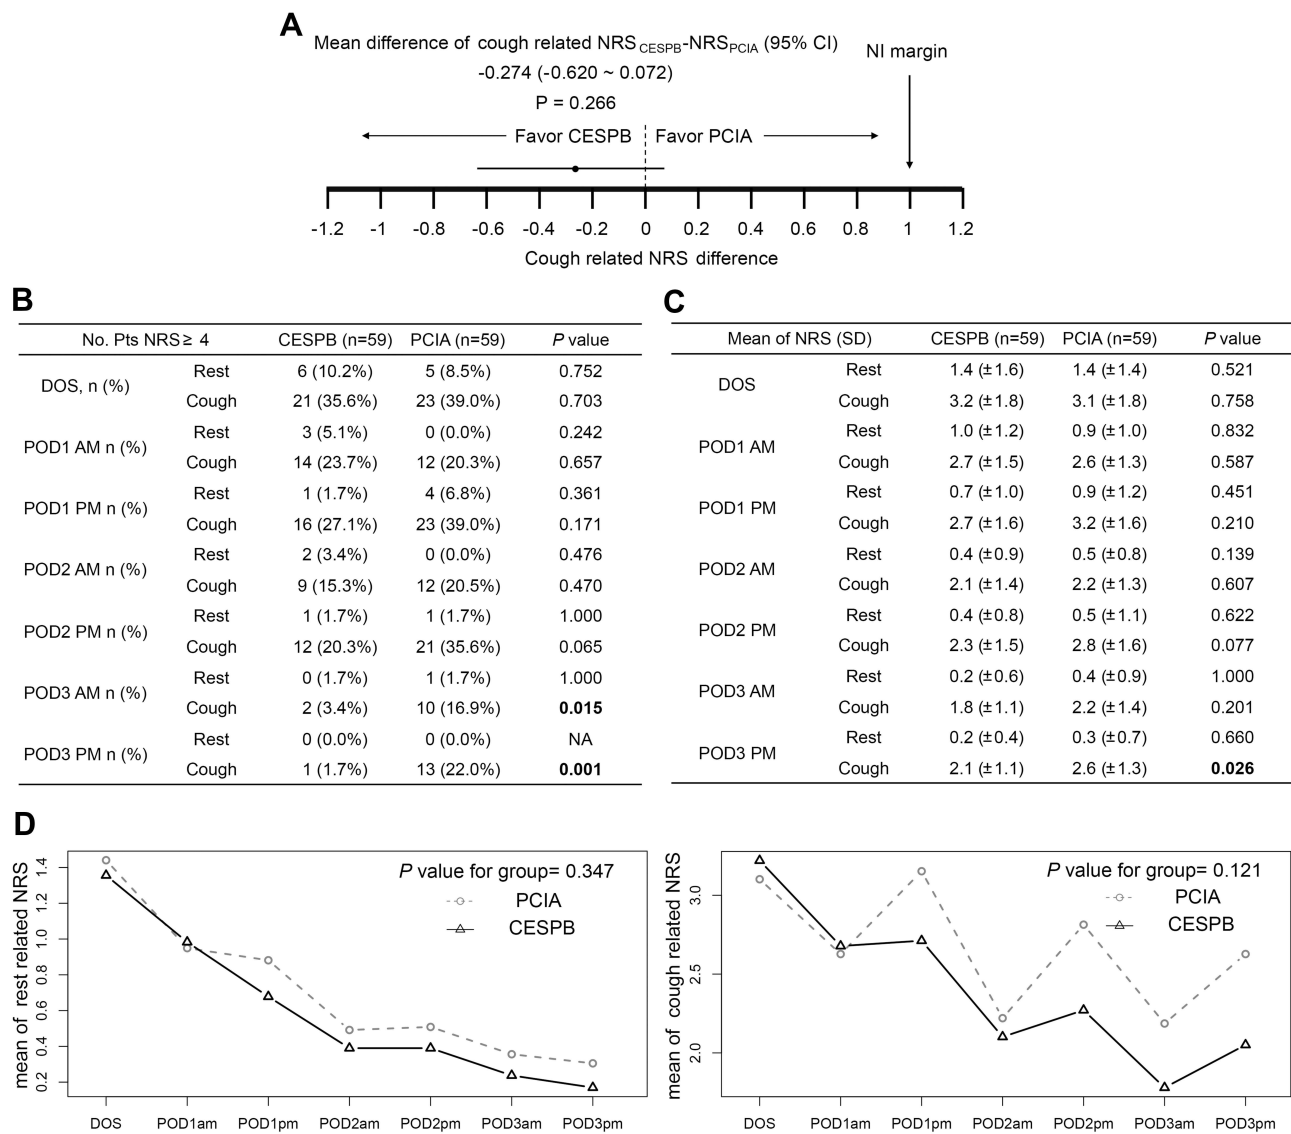 A
Mean difference of cough related NRSCESPB-NRSPCIA (95% CI)
-0.274 (-0.620 ~ 0.072)
P = 0.266
NI margin
Favor CESPB Favor PCIA
-1.2 -1 -0.8 -0.6 -0.4 -0.2 0 0.2 0.4 0.6 0.8 1 1.2
Cough related NRS difference
B
No. Pts NRS≥ 4 CESPB (n=59) PCIA (n=59) P value
DOS, n (%)
Rest 6 (10.2%) 5 (8.5%) 0.752
Cough 21 (35.6%) 23 (39.0%) 0.703
POD1 AM n (%)
Rest 3 (5.1%) 0 (0.0%) 0.242
Cough 14 (23.7%) 12 (20.3%) 0.657
POD1 PM n (%)
Rest 1 (1.7%) 4 (6.8%) 0.361
Cough 16 (27.1%) 23 (39.0%) 0.171
POD2 AM n (%)
Rest 2 (3.4%) 0 (0.0%) 0.476
Cough 9 (15.3%) 12 (20.5%) 0.470
POD2 PM n (%)
Rest 1 (1.7%) 1 (1.7%) 1.000
Cough 12 (20.3%) 21 (35.6%) 0.065
POD3 AM n (%)
Rest 0 (1.7%) 1 (1.7%) 1.000
Cough 2 (3.4%) 10 (16.9%) 0.015
POD3 PM n (%)
Rest 0 (0.0%) 0 (0.0%) NA
Cough 1 (1.7%) 13 (22.0%) 0.001
C
Mean of NRS (SD) CESPB (n=59) PCIA (n=59) P value
DOS
Rest 1.4 (±1.6) 1.4 (±1.4) 0.521
Cough 3.2 (±1.8) 3.1 (±1.8) 0.758
POD1 AM
Rest 1.0 (±1.2) 0.9 (±1.0) 0.832
Cough 2.7 (±1.5) 2.6 (±1.3) 0.587
POD1 PM
Rest 0.7 (±1.0) 0.9 (±1.2) 0.451
Cough 2.7 (±1.6) 3.2 (±1.6) 0.210
POD2 AM
Rest 0.4 (±0.9) 0.5 (±0.8) 0.139
Cough 2.1 (±1.4) 2.2 (±1.3) 0.607
POD2 PM
Rest 0.4 (±0.8) 0.5 (±1.1) 0.622
Cough 2.3 (±1.5) 2.8 (±1.6) 0.077
POD3 AM
Rest 0.2 (±0.6) 0.4 (±0.9) 1.000
Cough 1.8 (±1.1) 2.2 (±1.4) 0.201
POD3 PM
Rest 0.2 (±0.4) 0.3 (±0.7) 0.660
Cough 2.1 (±1.1) 2.6 (±1.3) 0.026
D
mean of rest related NRS
0.2 0.4 0.6 0.8 1.0 1.2 1.4
P value for group= 0.347
PCIA
CESPB
DOS POD1am POD1pm POD2am POD2pm POD3am POD3pm
mean of cough related NRS
2.0 2.5 3.0
P value for group= 0.121
PCIA
CESPB
DOS POD1am POD1pm POD2am POD2pm POD3am POD3pm